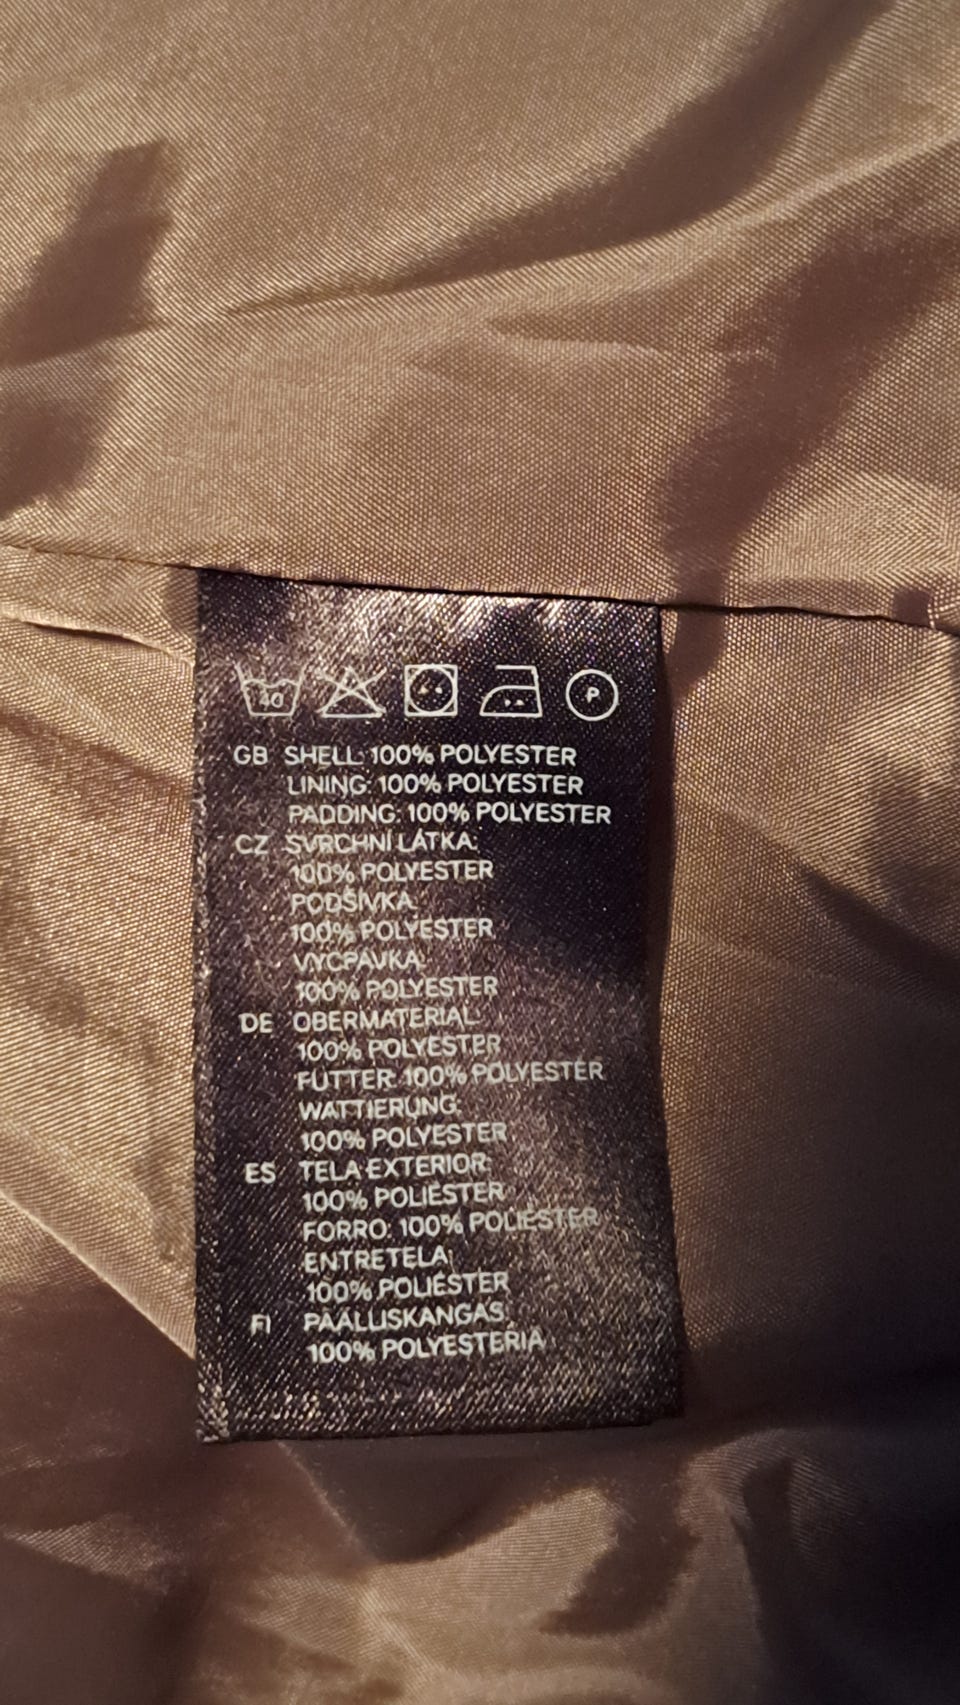 40 P
GB SHELL: 100% POLYESTER
LINING: 100% POLYESTER
PADDING: 100% POLYESTER
CZ SVRCHNÍ LÁTKA:
100% POLYESTER
PODŠÍVKA:
100% POLYESTER
VYCPÁVKA:
100% POLYESTER
DE OBERMATERIAL:
100% POLYESTER
FUTTER: 100% POLYESTER
WATTIERUNG:
100% POLYESTER
ES TELA EXTERIOR:
100% POLIÉSTER
FORRO: 100% POLIÉSTER
ENTRETELA:
100% POLIÉSTER
FI PÄÄLLISKANGAS:
100% POLYESTERIA